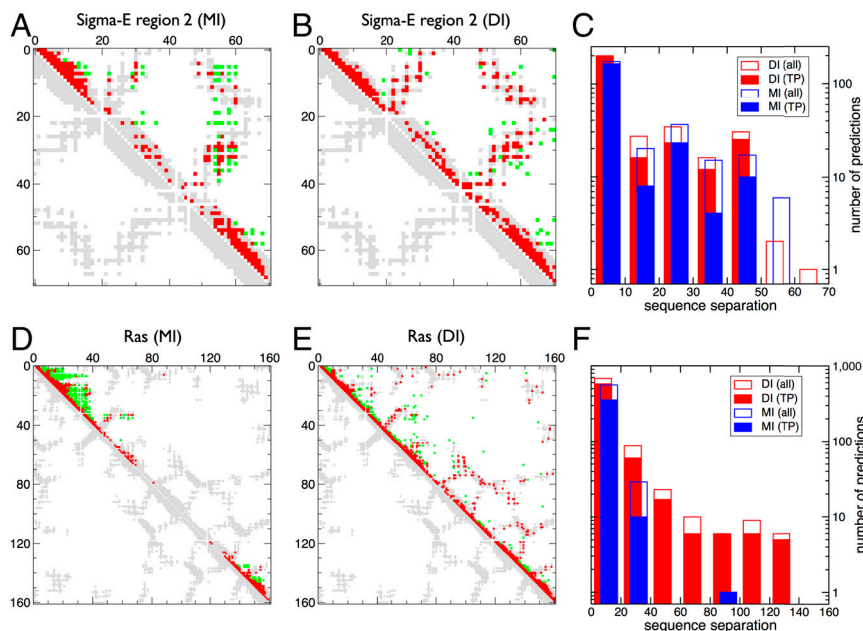 A Sigma-E region 2 (MI)
0 20 40 60
0
20
40
60
B Sigma-E region 2 (DI)
0 20 40 60
0
20
40
60
C
DI (all)
DI (TP)
MI (all)
MI (TP)
100
10
1
number of predictions
0 10 20 30 40 50 60 70
sequence separation
D Ras (MI)
0 40 80 120 160
0
40
80
120
160
E Ras (DI)
0 40 80 120 160
0
40
80
120
160
F
DI (all)
DI (TP)
MI (all)
MI (TP)
1,000
100
10
1
number of predictions
0 20 40 60 80 100 120 140 160
sequence separation